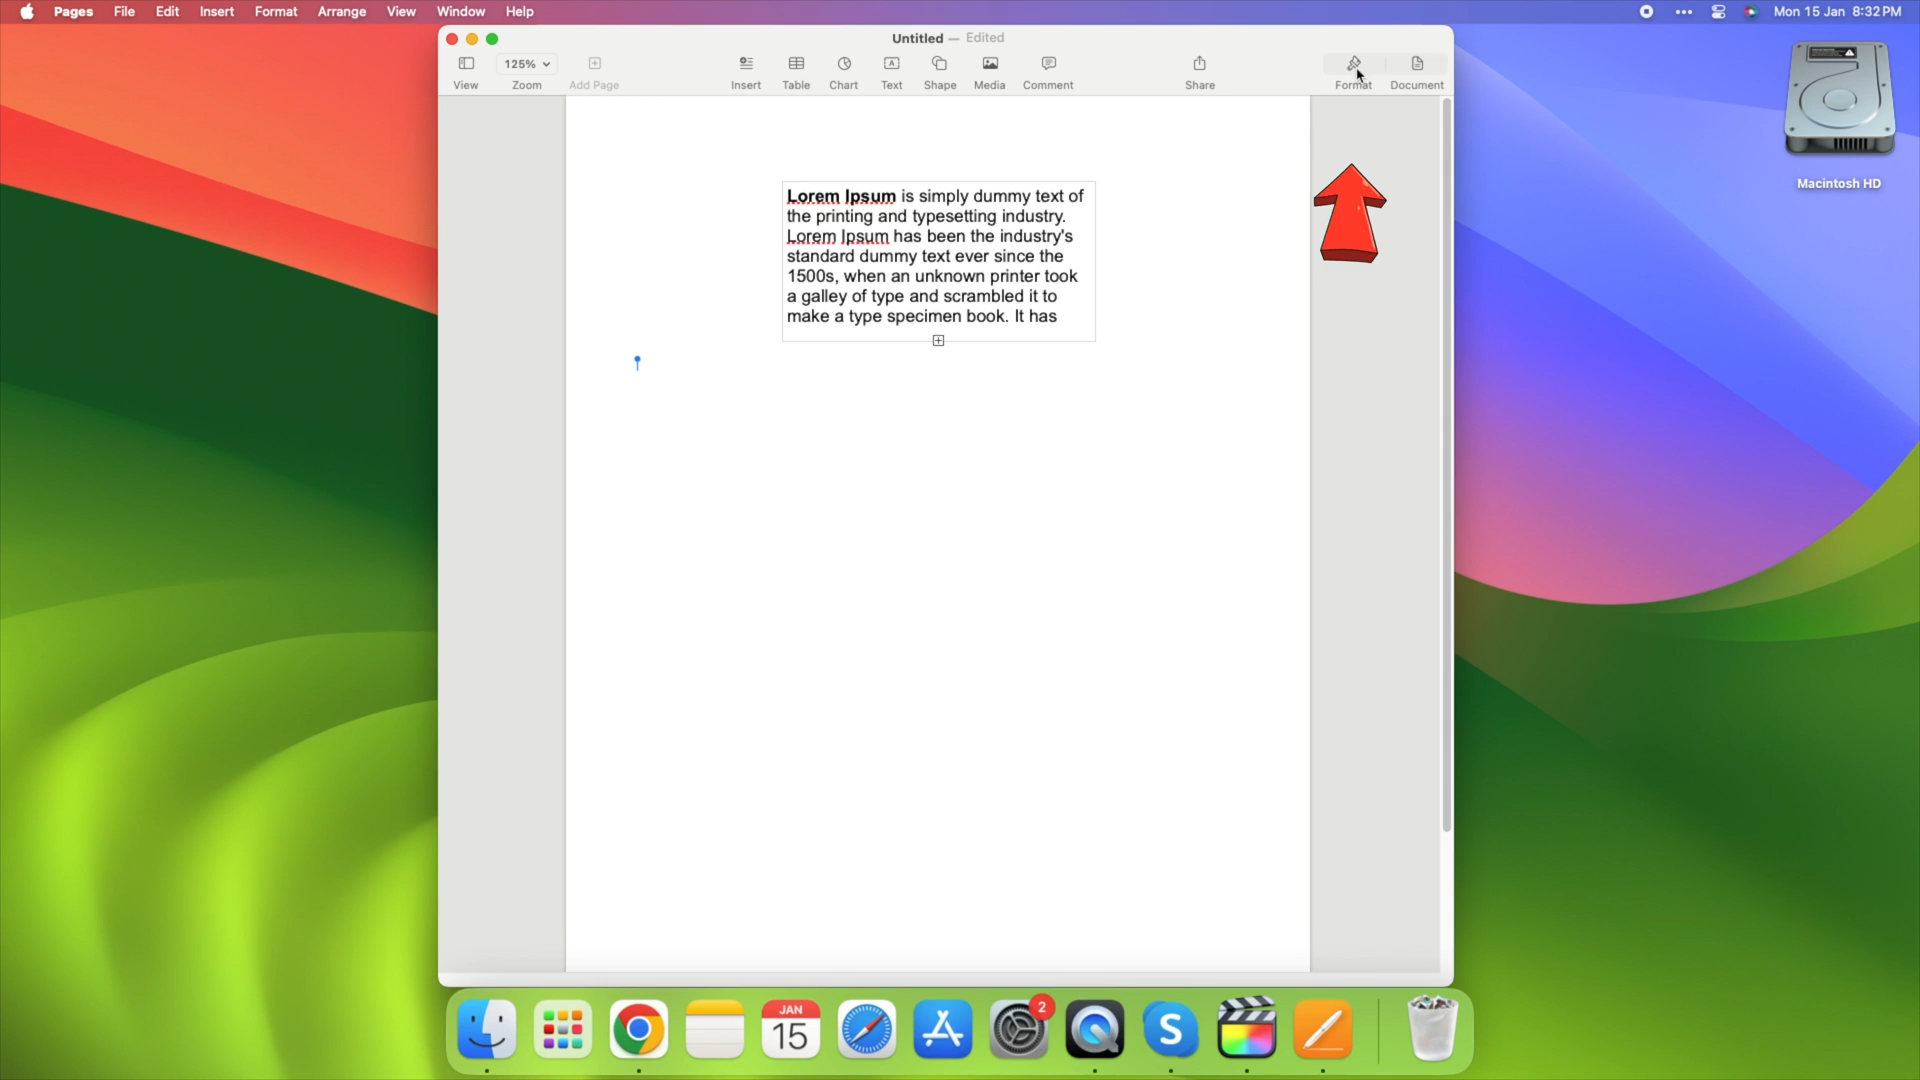 Pages File Edit Insert Format Arrange View Window Help
Mon 15 Jan 8:32 PM
Untitled — Edited
125%
View Zoom Add Page Insert Table Chart Text Shape Media Comment Share Format Document
Macintosh HD
Lorem Ipsum is simply dummy text of
the printing and typesetting industry.
Lorem Ipsum has been the industry's
standard dummy text ever since the
1500s, when an unknown printer took
a galley of type and scrambled it to
make a type specimen book. It has
JAN
15
2
S